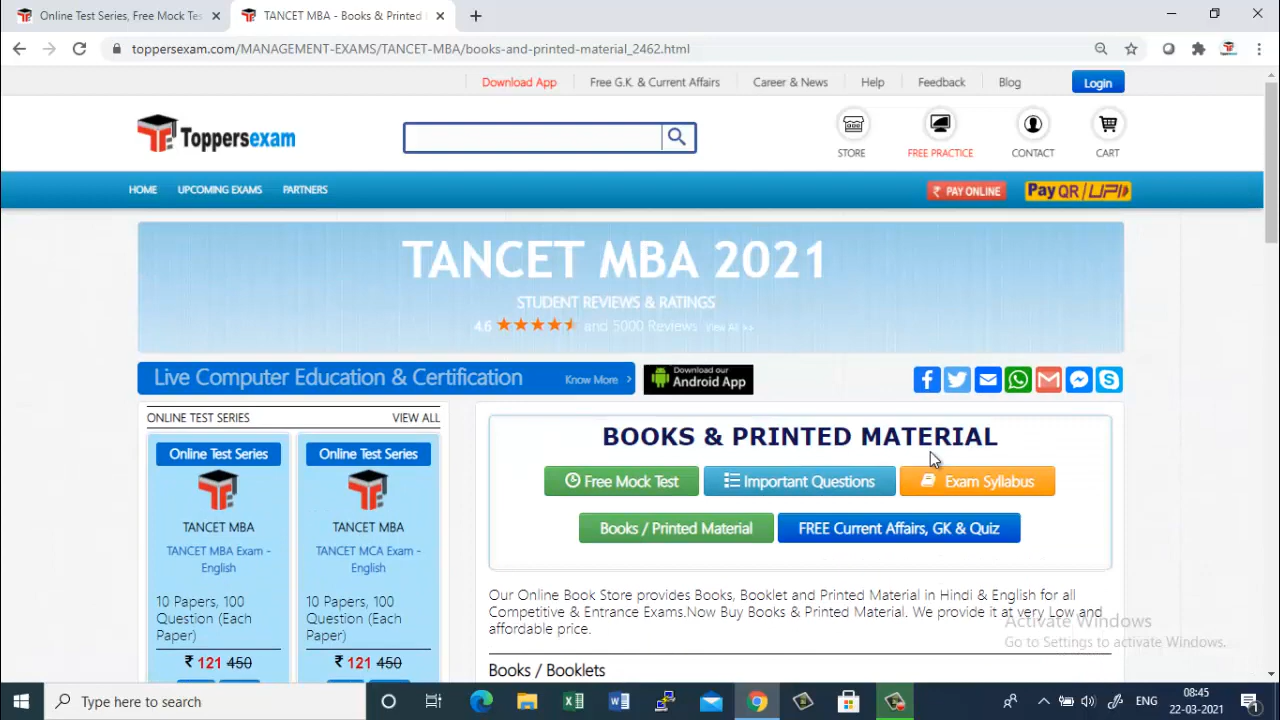 Online Test Series, Free Mock Tes
TANCET MBA - Books & Printed
toppersexam.com/MANAGEMENT-EXAMS/TANCET-MBA/books-and-printed-material_2462.html
Download App
Free G.K. & Current Affairs
Career & News
Help
Feedback
Blog
Login
Toppersexam
STORE
FREE PRACTICE
CONTACT
CART
HOME
UPCOMING EXAMS
PARTNERS
₹ PAY ONLINE
Pay QR / UPI
TANCET MBA 2021
STUDENT REVIEWS & RATINGS
4.6 and 5000 Reviews View All >>
Live Computer Education & Certification
Know More >
Download our
Android App
ONLINE TEST SERIES
VIEW ALL
Online Test Series
TANCET MBA
TANCET MBA Exam -
English
10 Papers, 100
Question (Each
Paper)
₹ 121 450
Online Test Series
TANCET MBA
TANCET MCA Exam -
English
10 Papers, 100
Question (Each
Paper)
₹ 121 450
BOOKS & PRINTED MATERIAL
Free Mock Test
Important Questions
Exam Syllabus
Books / Printed Material
FREE Current Affairs, GK & Quiz
Our Online Book Store provides Books, Booklet and Printed Material in Hindi & English for all
Competitive & Entrance Exams.Now Buy Books & Printed Material. We provide it at very Low and
affordable price.
Books / Booklets
Activate Windows
Go to Settings to activate Windows.
Type here to search
ENG
08:45
22-03-2021
1